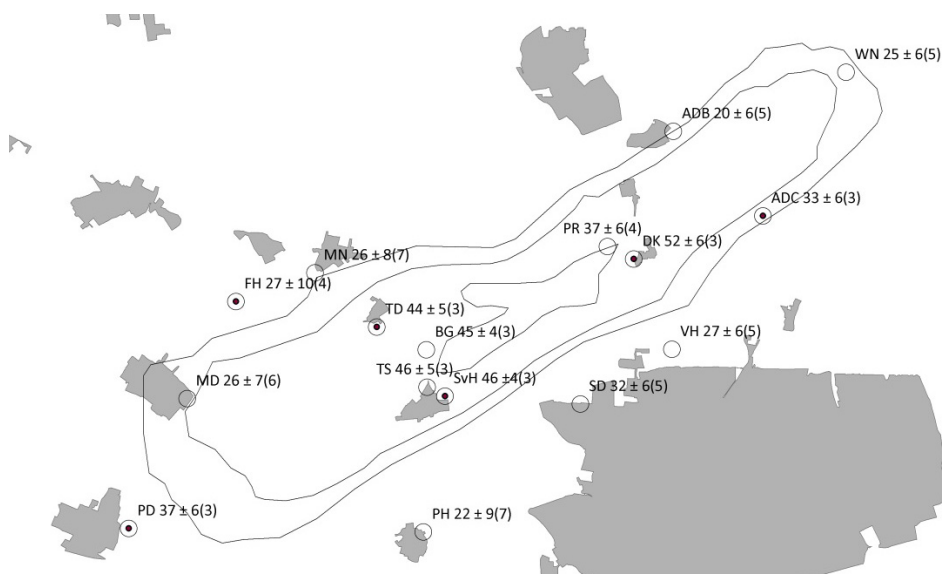 WN 25 ± 6(5)
ADB 20 ± 6(5)
ADC 33 ± 6(3)
PR 37 ± 6(4)
DK 52 ± 6(3)
MN 26 ± 8(7)
FH 27 ± 10(4)
TD 44 ± 5(3)
BG 45 ± 4(3)
VH 27 ± 6(5)
TS 46 ± 5(3)
SvH 46 ±4(3)
MD 26 ± 7(6)
SD 32 ± 6(5)
PD 37 ± 6(3)
PH 22 ± 9(7)